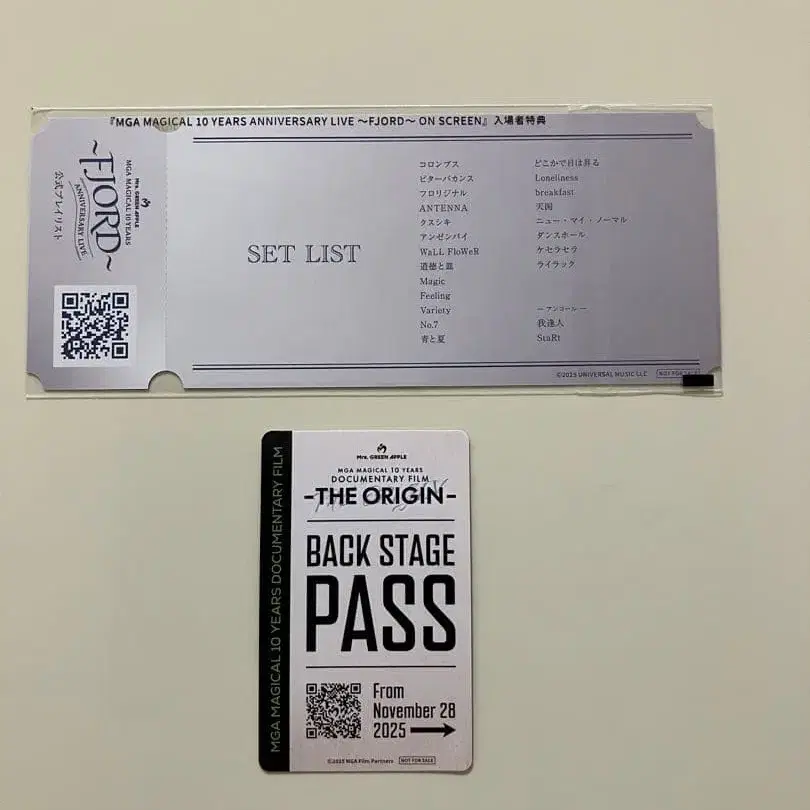 『MGA MAGICAL 10 YEARS ANNIVERSARY LIVE ～FJORD～ ON SCREEN』入場者特典
Mrs. GREEN APPLE
MGA MAGICAL 10 YEARS
～FJORD～
ANNIVERSARY LIVE
公式プレイリスト
SET LIST
コロンブス
ビターバカンス
フロリジナル
ANTENNA
クスシキ
アンゼンパイ
WaLL FloWeR
道徳と皿
Magic
Feeling
Variety
No.7
青と夏
どこかで日は昇る
Loneliness
breakfast
天国
ニュー・マイ・ノーマル
ダンスホール
ケセラセラ
ライラック
― アンコール ―
我逢人
StaRt
©2025 UNIVERSAL MUSIC LLC
NOT FOR SALE
MGA MAGICAL 10 YEARS DOCUMENTARY FILM
Mrs. GREEN APPLE
MGA MAGICAL 10 YEARS
DOCUMENTARY FILM
-THE ORIGIN-
BACK STAGE
PASS
From
November 28
2025
©2025 MGA Film Partners
NOT FOR SALE